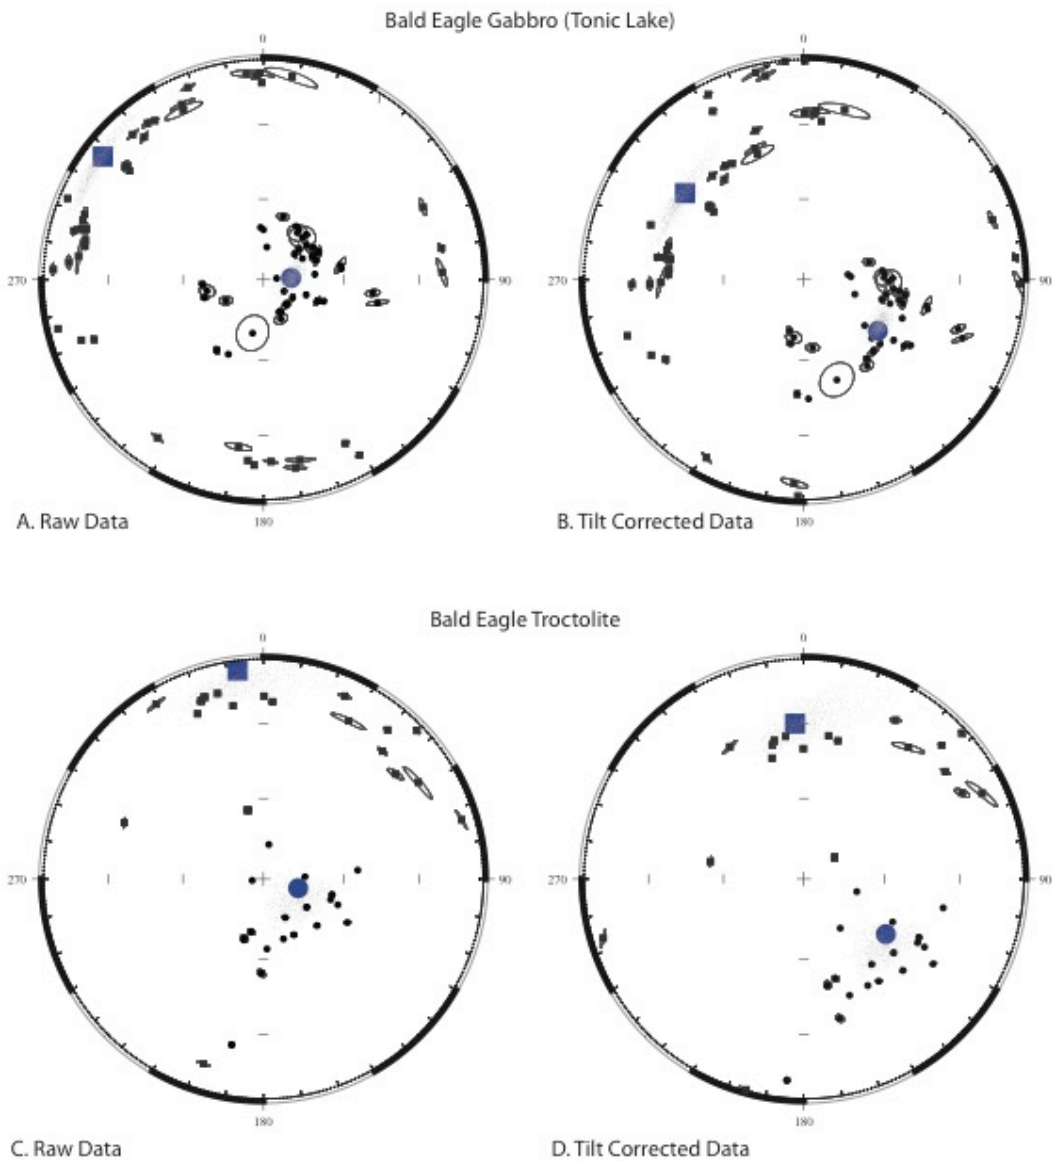 Bald Eagle Gabbro (Tonic Lake)
0 0
270 90 270 90
180 180
A. Raw Data B. Tilt Corrected Data
Bald Eagle Troctolite
0 0
270 90 270 90
180 180
C. Raw Data D. Tilt Corrected Data